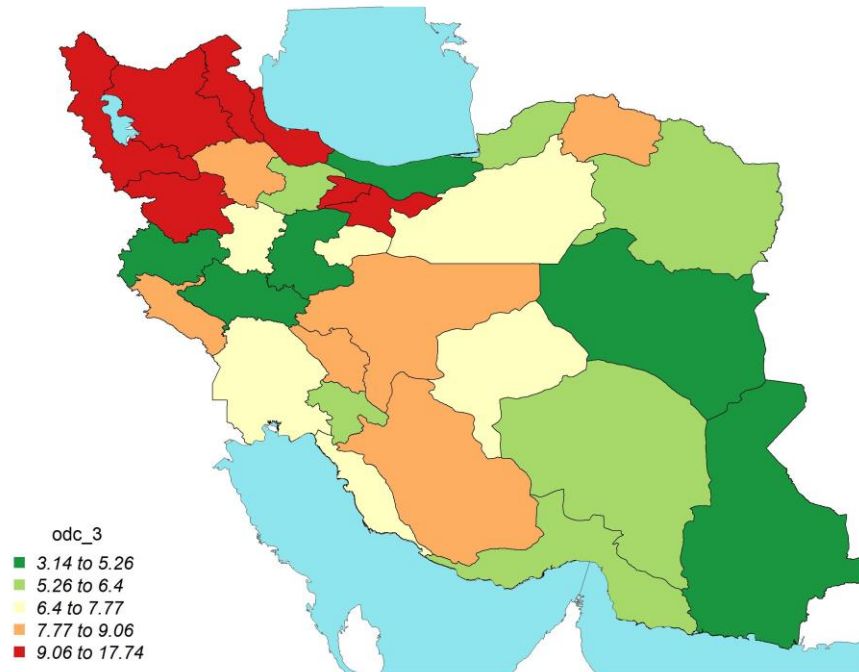 odc_3
3.14 to 5.26
5.26 to 6.4
6.4 to 7.77
7.77 to 9.06
9.06 to 17.74